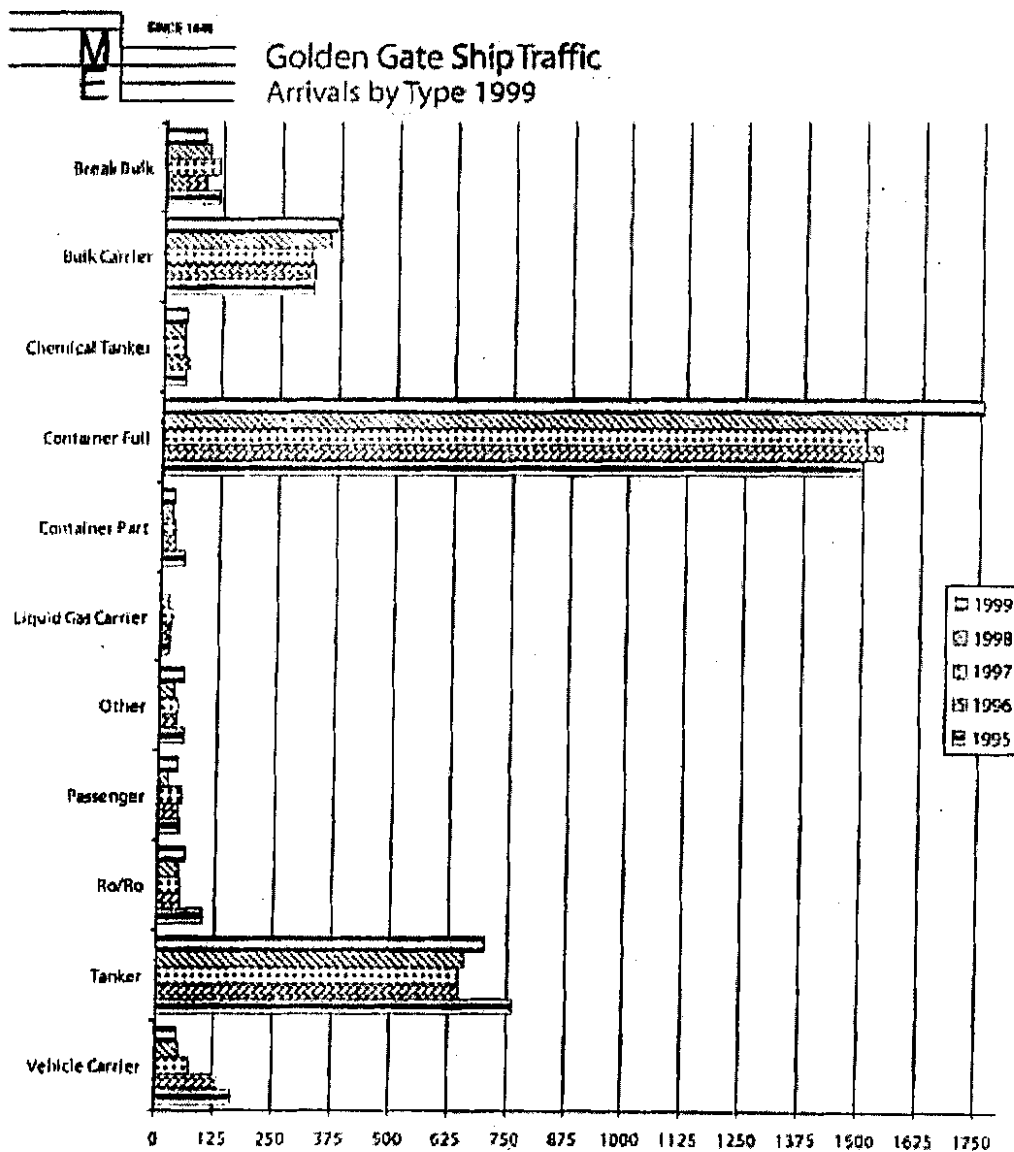 SINCE
M
E
Golden Gate Ship Traffic
Arrivals by Type 1999
Break Bulk
Bulk Carrier
Chemical Tanker
Container Full
Container Part
Liquid Gas Carrier
Other
Passenger
Ro/Ro
Tanker
Vehicle Carrier
1999
1998
1997
1996
1995
0 125 250 375 500 625 750 875 1000 1125 1250 1375 1500 1625 1750